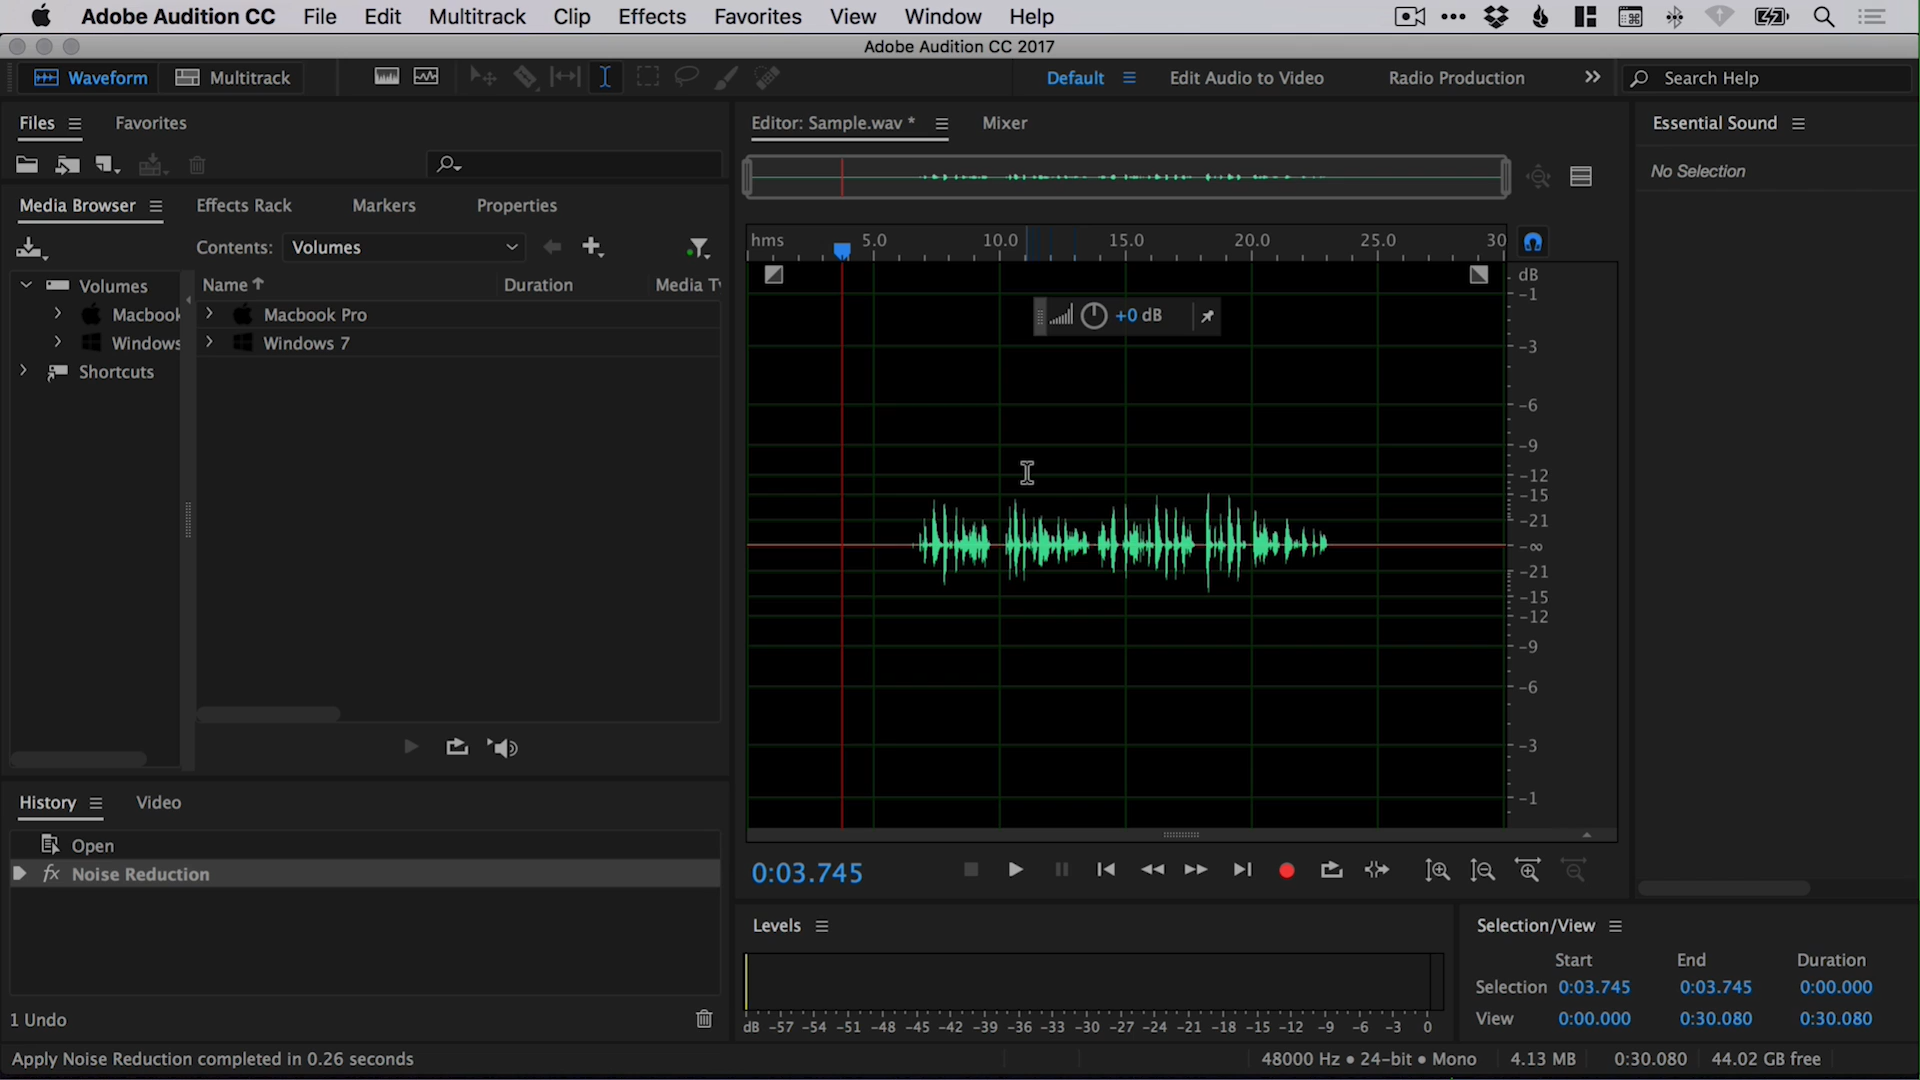 Adobe Audition CC File Edit Multitrack Clip Effects Favorites View Window Help
Adobe Audition CC 2017
Waveform Multitrack Default Edit Audio to Video Radio Production Search Help
Files Favorites Editor: Sample.wav * Mixer Essential Sound
No Selection
Media Browser Effects Rack Markers Properties
Contents: Volumes
hms 5.0 10.0 15.0 20.0 25.0 30
Volumes Name Duration Media Ty
dB
-1
Macbook Macbook Pro
+0 dB
Windows Windows 7
-3
Shortcuts
-6
-9
-12
-15
-21
-∞
-21
-15
-12
-9
-6
-3
-1
History Video
Open
fx Noise Reduction
0:03.745
Levels Selection/View
Start End Duration
Selection 0:03.745 0:03.745 0:00.000
View 0:00.000 0:30.080 0:30.080
1 Undo
dB -57 -54 -51 -48 -45 -42 -39 -36 -33 -30 -27 -24 -21 -18 -15 -12 -9 -6 -3 0
Apply Noise Reduction completed in 0.26 seconds 48000 Hz • 24-bit • Mono 4.13 MB 0:30.080 44.02 GB free